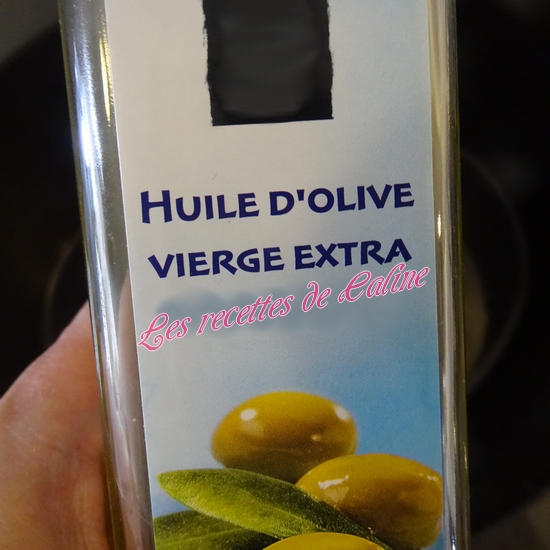 HUILE D'OLIVE
VIERGE EXTRA
Les recettes de Caline